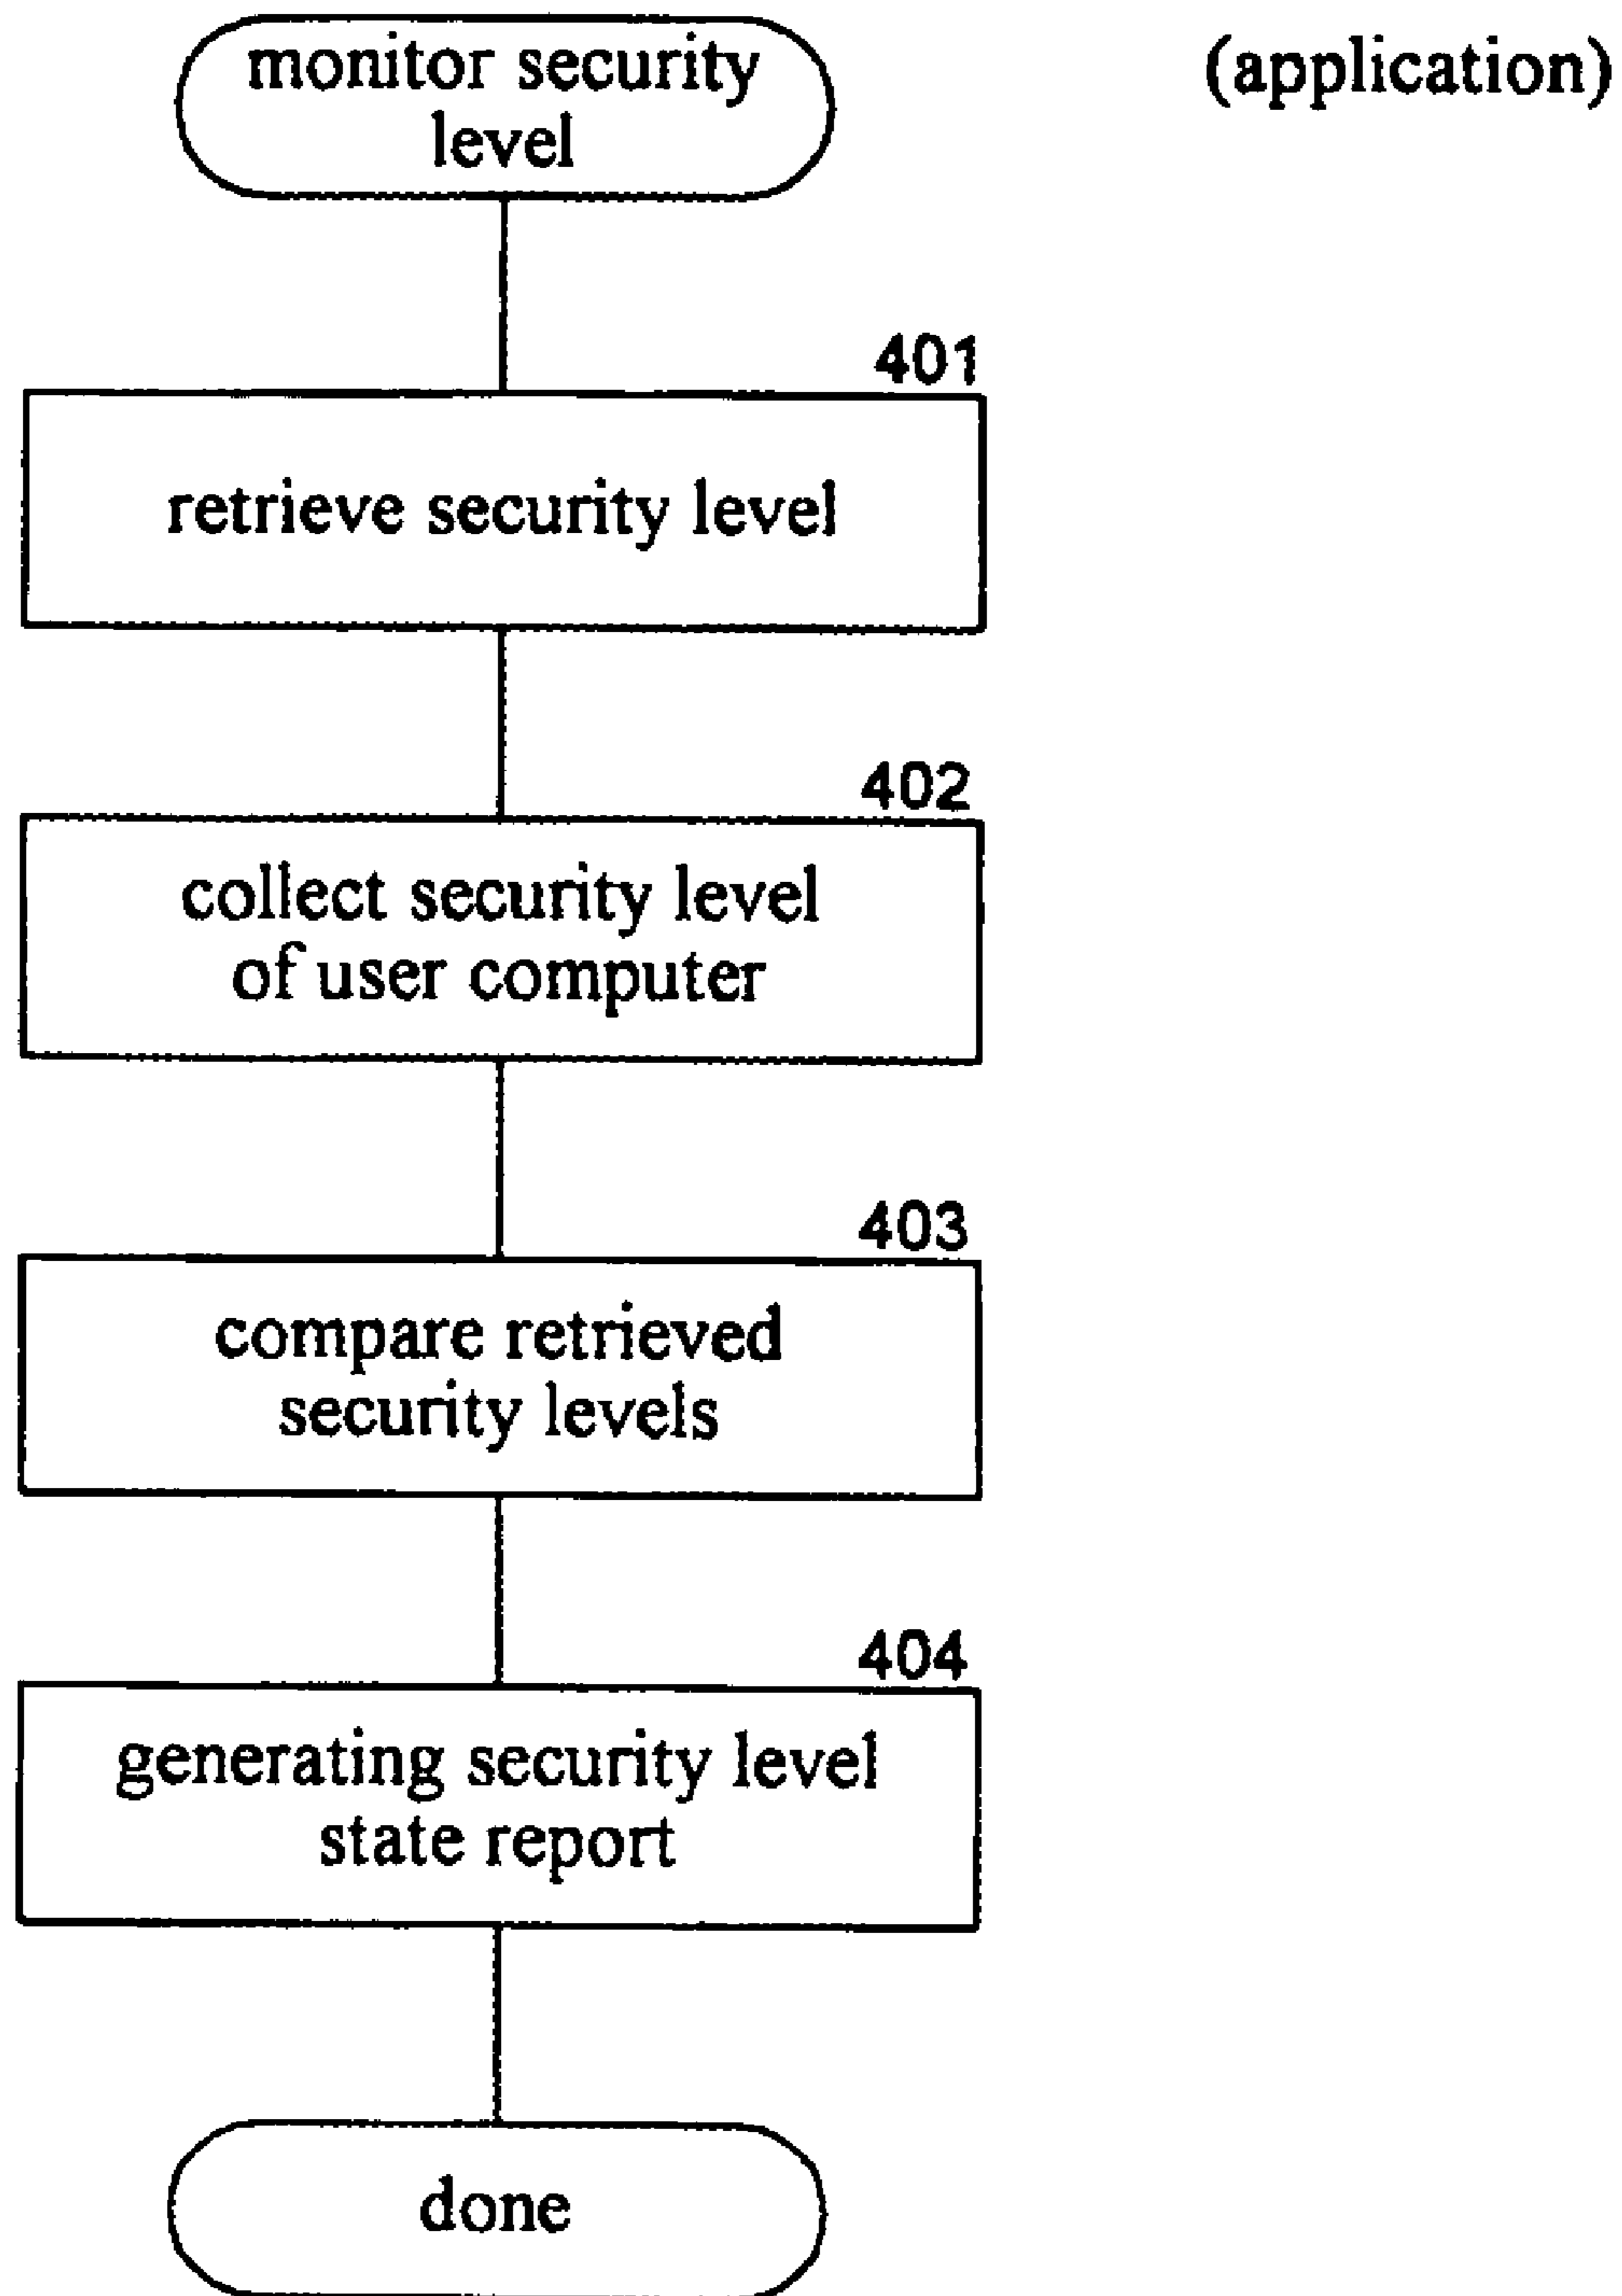 monitor security
level
(application)
401
retrieve security level
402
collect security level
of user computer
403
compare retrieved
security levels
404
generating security level
state report
done